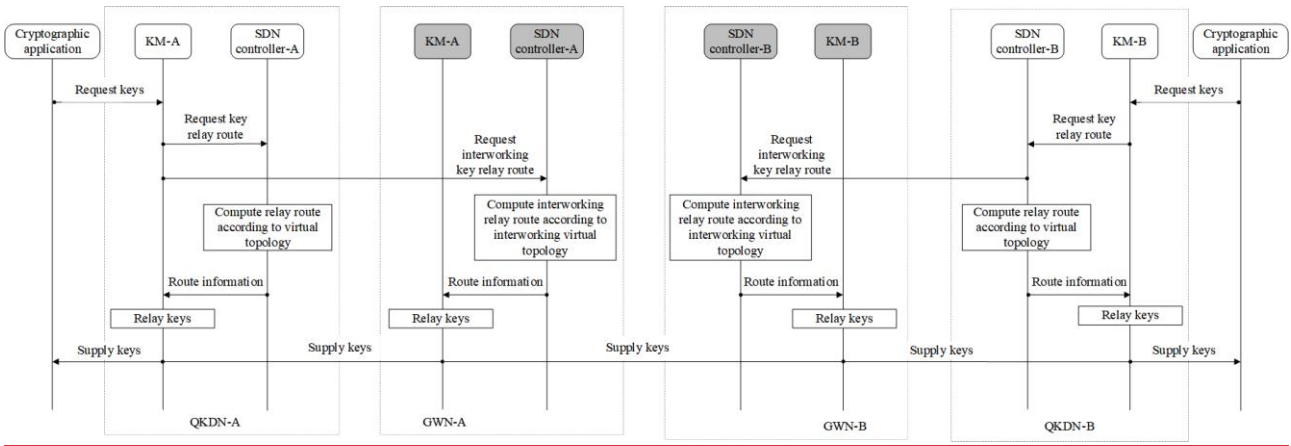 Cryptographic
application
KM-A
SDN
controller-A
KM-A
SDN
controller-A
SDN
controller-B
KM-B
SDN
controller-B
KM-B
Cryptographic
application
Request keys
Request keys
Request key
relay route
Request
interworking
key relay route
Request
interworking
key relay route
Request key
relay route
Compute relay route
according to virtual
topology
Compute interworking
relay route according to
interworking virtual
topology
Compute interworking
relay route according to
interworking virtual
topology
Compute relay route
according to virtual
topology
Route information
Route information
Route information
Route information
Relay keys
Relay keys
Relay keys
Relay keys
Supply keys
Supply keys
Supply keys
Supply keys
Supply keys
QKDN-A
GWN-A
GWN-B
QKDN-B